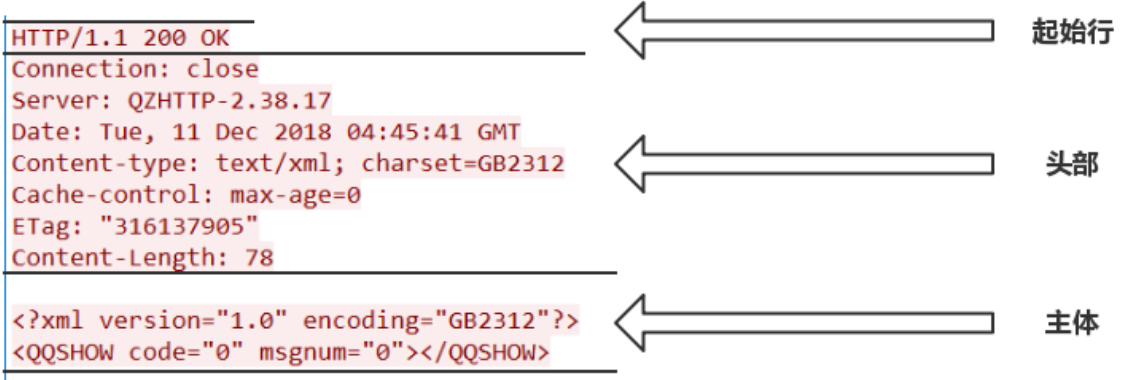 HTTP/1.1 200 OK
起始行
Connection: close
Server: QZHTTP-2.38.17
Date: Tue, 11 Dec 2018 04:45:41 GMT
Content-type: text/xml; charset=GB2312
头部
Cache-control: max-age=0
ETag: "316137905"
Content-Length: 78
<?xml version="1.0" encoding="GB2312"?>
主体
<QQSHOW code="0" msgnum="0"></QQSHOW>